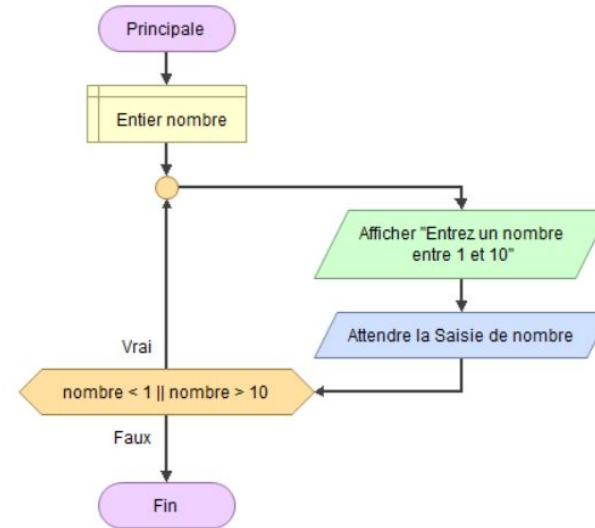 Principale
Entier nombre
Afficher "Entrez un nombre
entre 1 et 10"
Attendre la Saisie de nombre
Vrai
nombre < 1 || nombre > 10
Faux
Fin